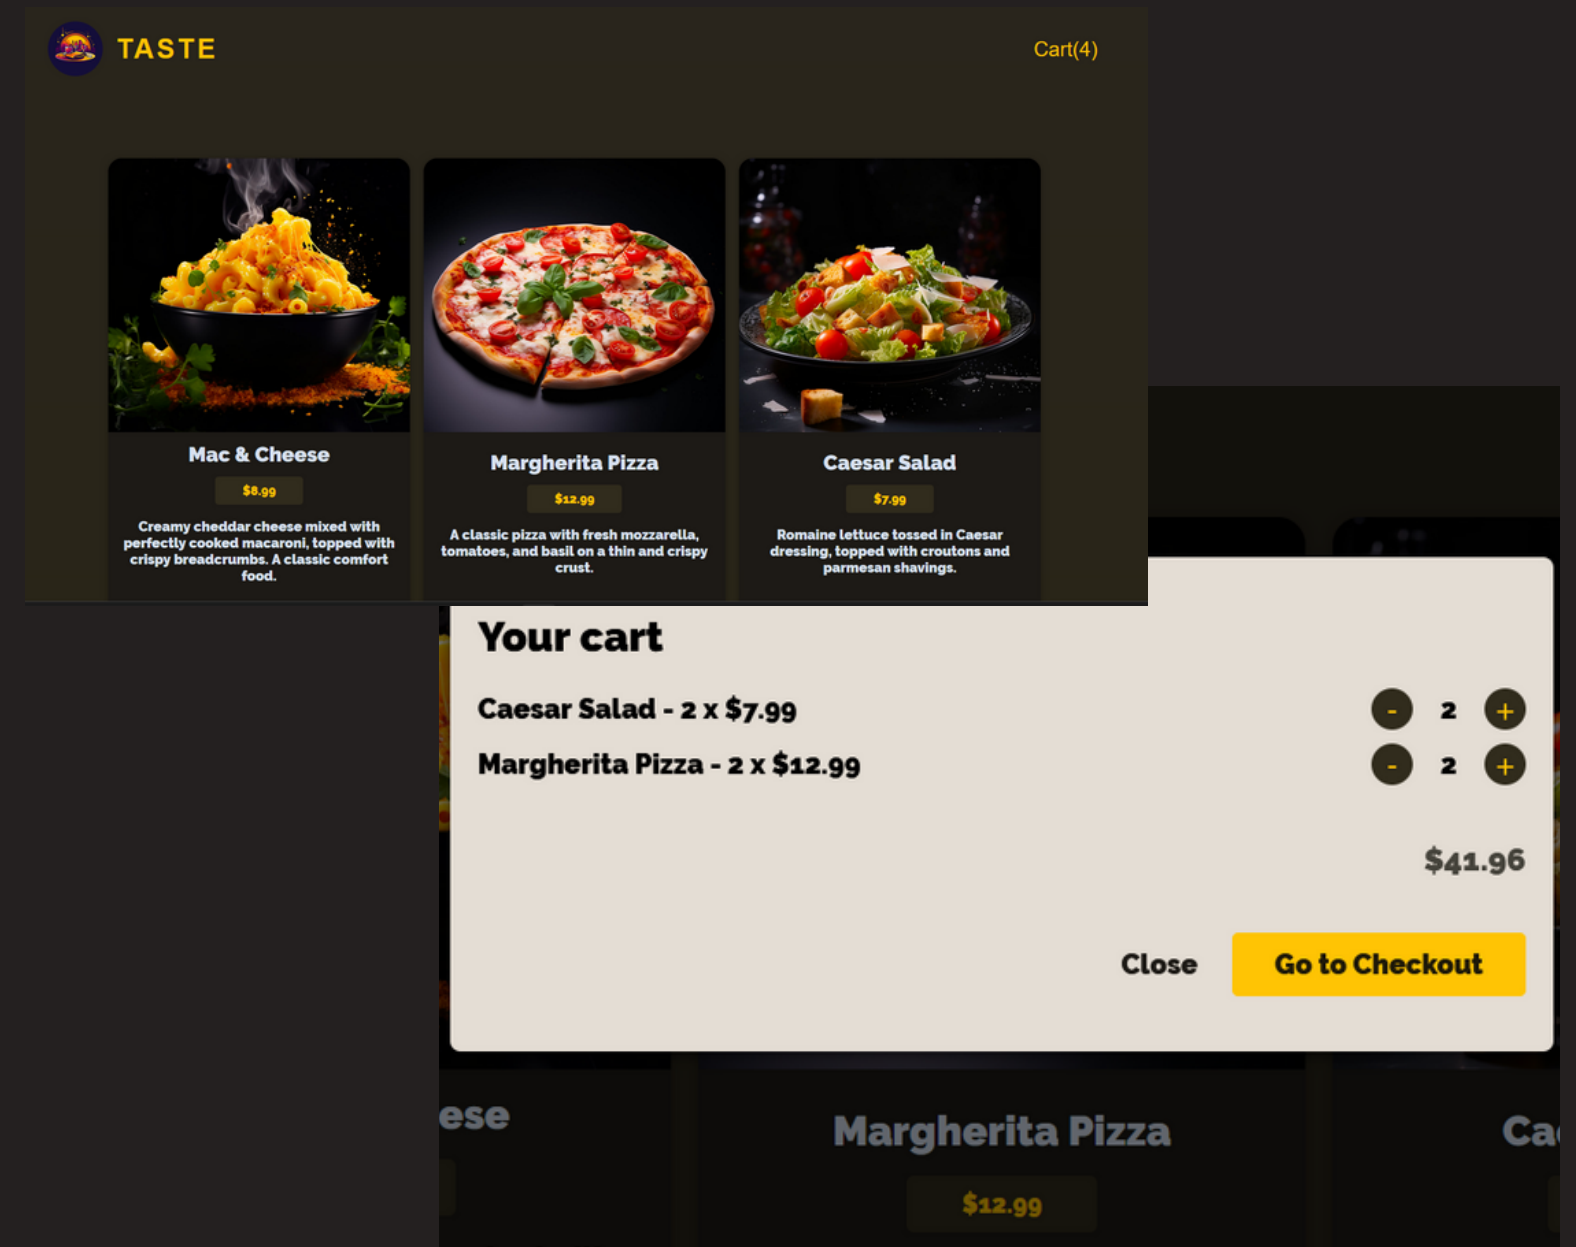 TASTE
Cart(4)
Mac & Cheese
$8.99
Creamy cheddar cheese mixed with
perfectly cooked macaroni, topped with
crispy breadcrumbs. A classic comfort
food.
Margherita Pizza
$12.99
A classic pizza with fresh mozzarella,
tomatoes, and basil on a thin and crispy
crust.
Caesar Salad
$7.99
Romaine lettuce tossed in Caesar
dressing, topped with croutons and
parmesan shavings.
Your cart
Caesar Salad - 2 x $7.99
- 2 +
Margherita Pizza - 2 x $12.99
- 2 +
$41.96
Close
Go to Checkout
ese
Margherita Pizza
$12.99
Ca